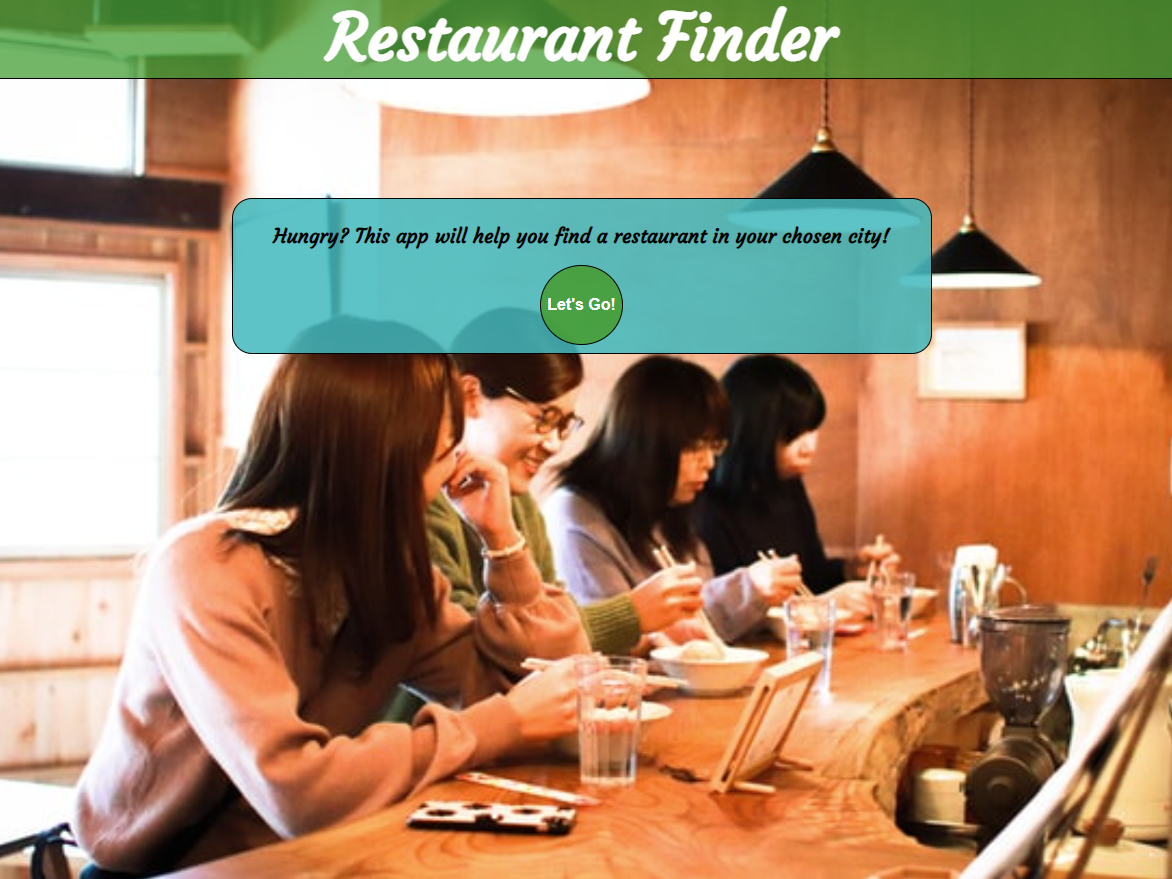 Restaurant Finder
Hungry? This app will help you find a restaurant in your chosen city!
Let's Go!